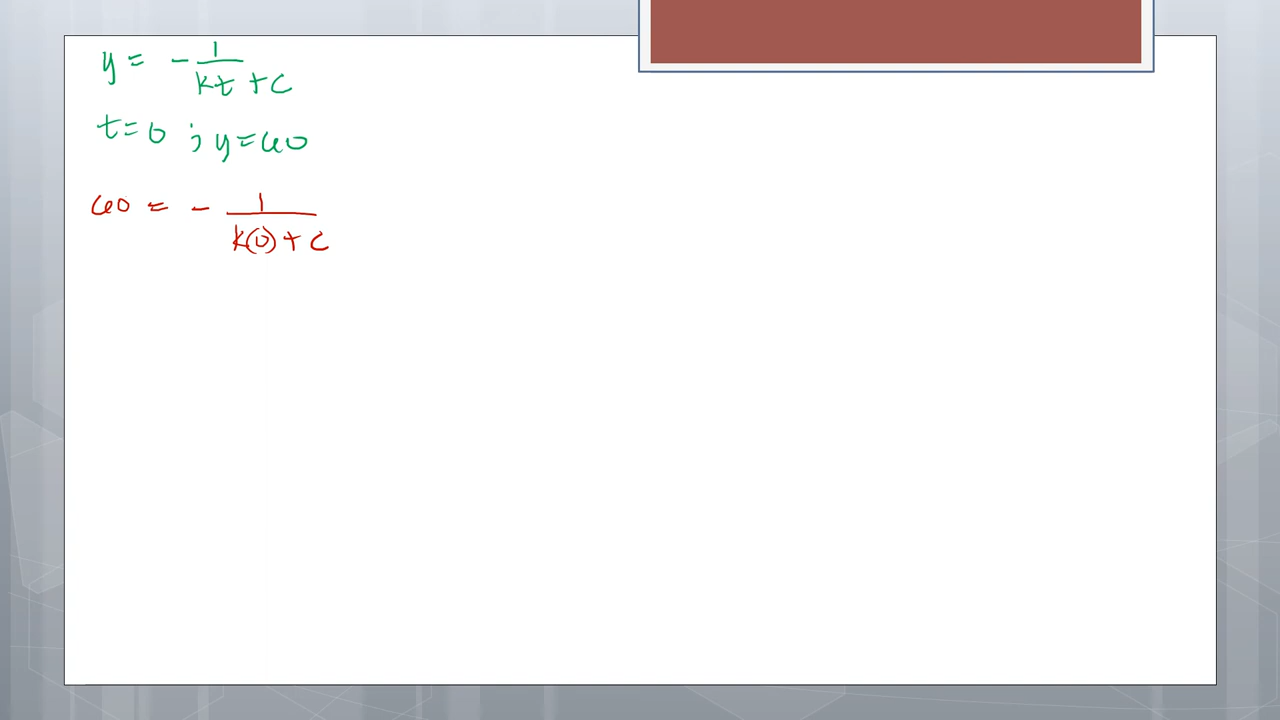 y = - 1/(kt + c)
t = 0 ; y = 60
60 = - 1/(k(0) + c)